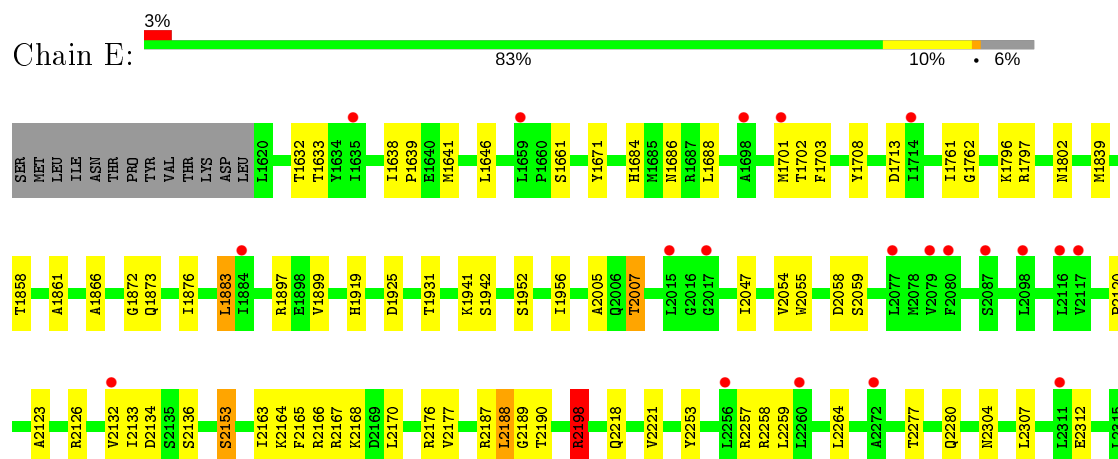 3%
Chain E:
83% 10% • 6%
SER MET LEU ILE ASN THR PRO TYR VAL THR LYS ASP LEU L1620 T1632 T1633 Y1634 I1635 I1638 P1639 E1640 M1641 L1646 L1659 P1660 S1661 Y1671 H1684 M1685 N1686 R1687 L1688 A1698 M1701 T1702 F1703 Y1708 D1713 I1714 I1761 G1762 K1796 R1797 N1802 M1839
T1858 A1861 A1866 G1872 Q1873 I1876 L1883 I1884 R1897 E1898 V1899 H1919 D1925 T1931 K1941 S1942 S1952 I1956 A2005 Q2006 T2007 L2015 G2016 G2017 I2047 V2054 W2055 D2058 S2059 L2077 M2078 V2079 F2080 S2087 L2098 L2116 V2117
A2123 R2126 V2132 I2133 D2134 S2135 S2136 S2153 I2163 K2164 F2165 R2166 R2167 K2168 D2169 L2170 R2176 V2177 R2187 L2188 G2189 T2190 R2198 Q2218 V2221 Y2253 L2256 R2257 R2258 L2259 L2260 L2264 A2272 T2277 Q2280 N2304 L2307 L2311 E2312